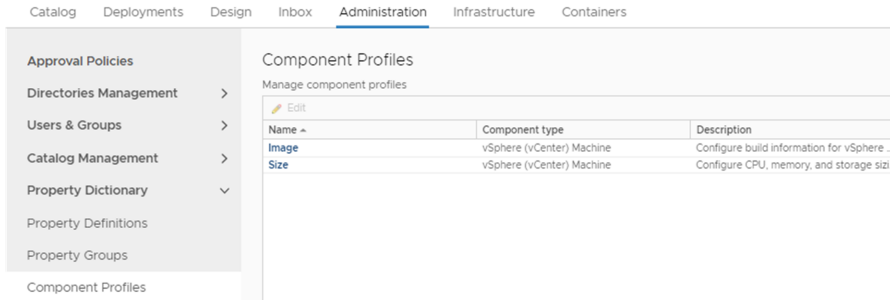 Catalog Deployments Design Inbox Administration Infrastructure Containers
Approval Policies
Directories Management
Users & Groups
Catalog Management
Property Dictionary
Property Definitions
Property Groups
Component Profiles
Component Profiles
Manage component profiles
Edit
Name Component type Description
Image vSphere (vCenter) Machine Configure build information for vSphere ..
Size vSphere (vCenter) Machine Configure CPU, memory, and storage sizi